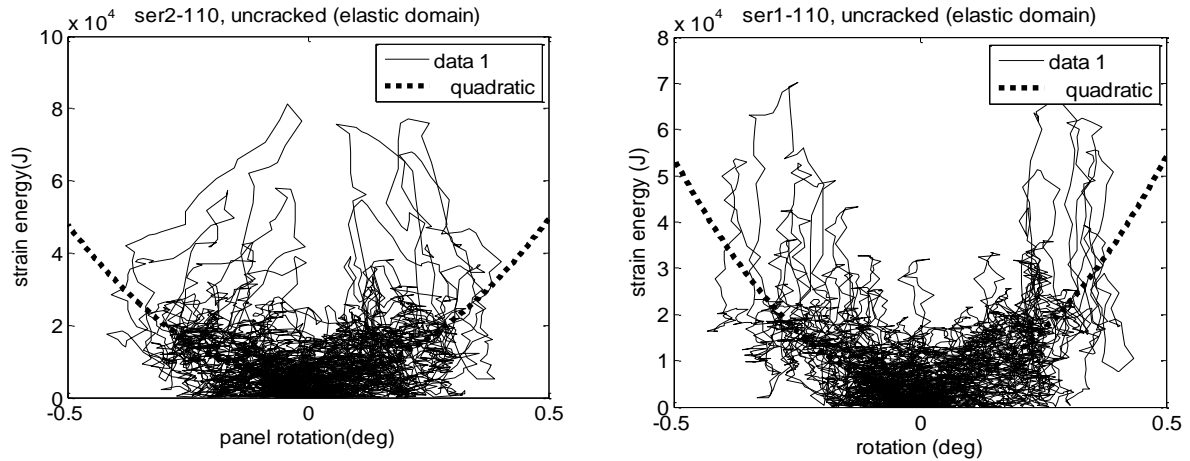 ser2-110, uncracked (elastic domain)
x 10^4
10
8
6
4
2
0
-0.5
0
0.5
panel rotation(deg)
strain energy(J)
data 1
quadratic
ser1-110, uncracked (elastic domain)
x 10^4
8
7
6
5
4
3
2
1
0
-0.5
0
0.5
rotation (deg)
strain energy (J)
data 1
quadratic